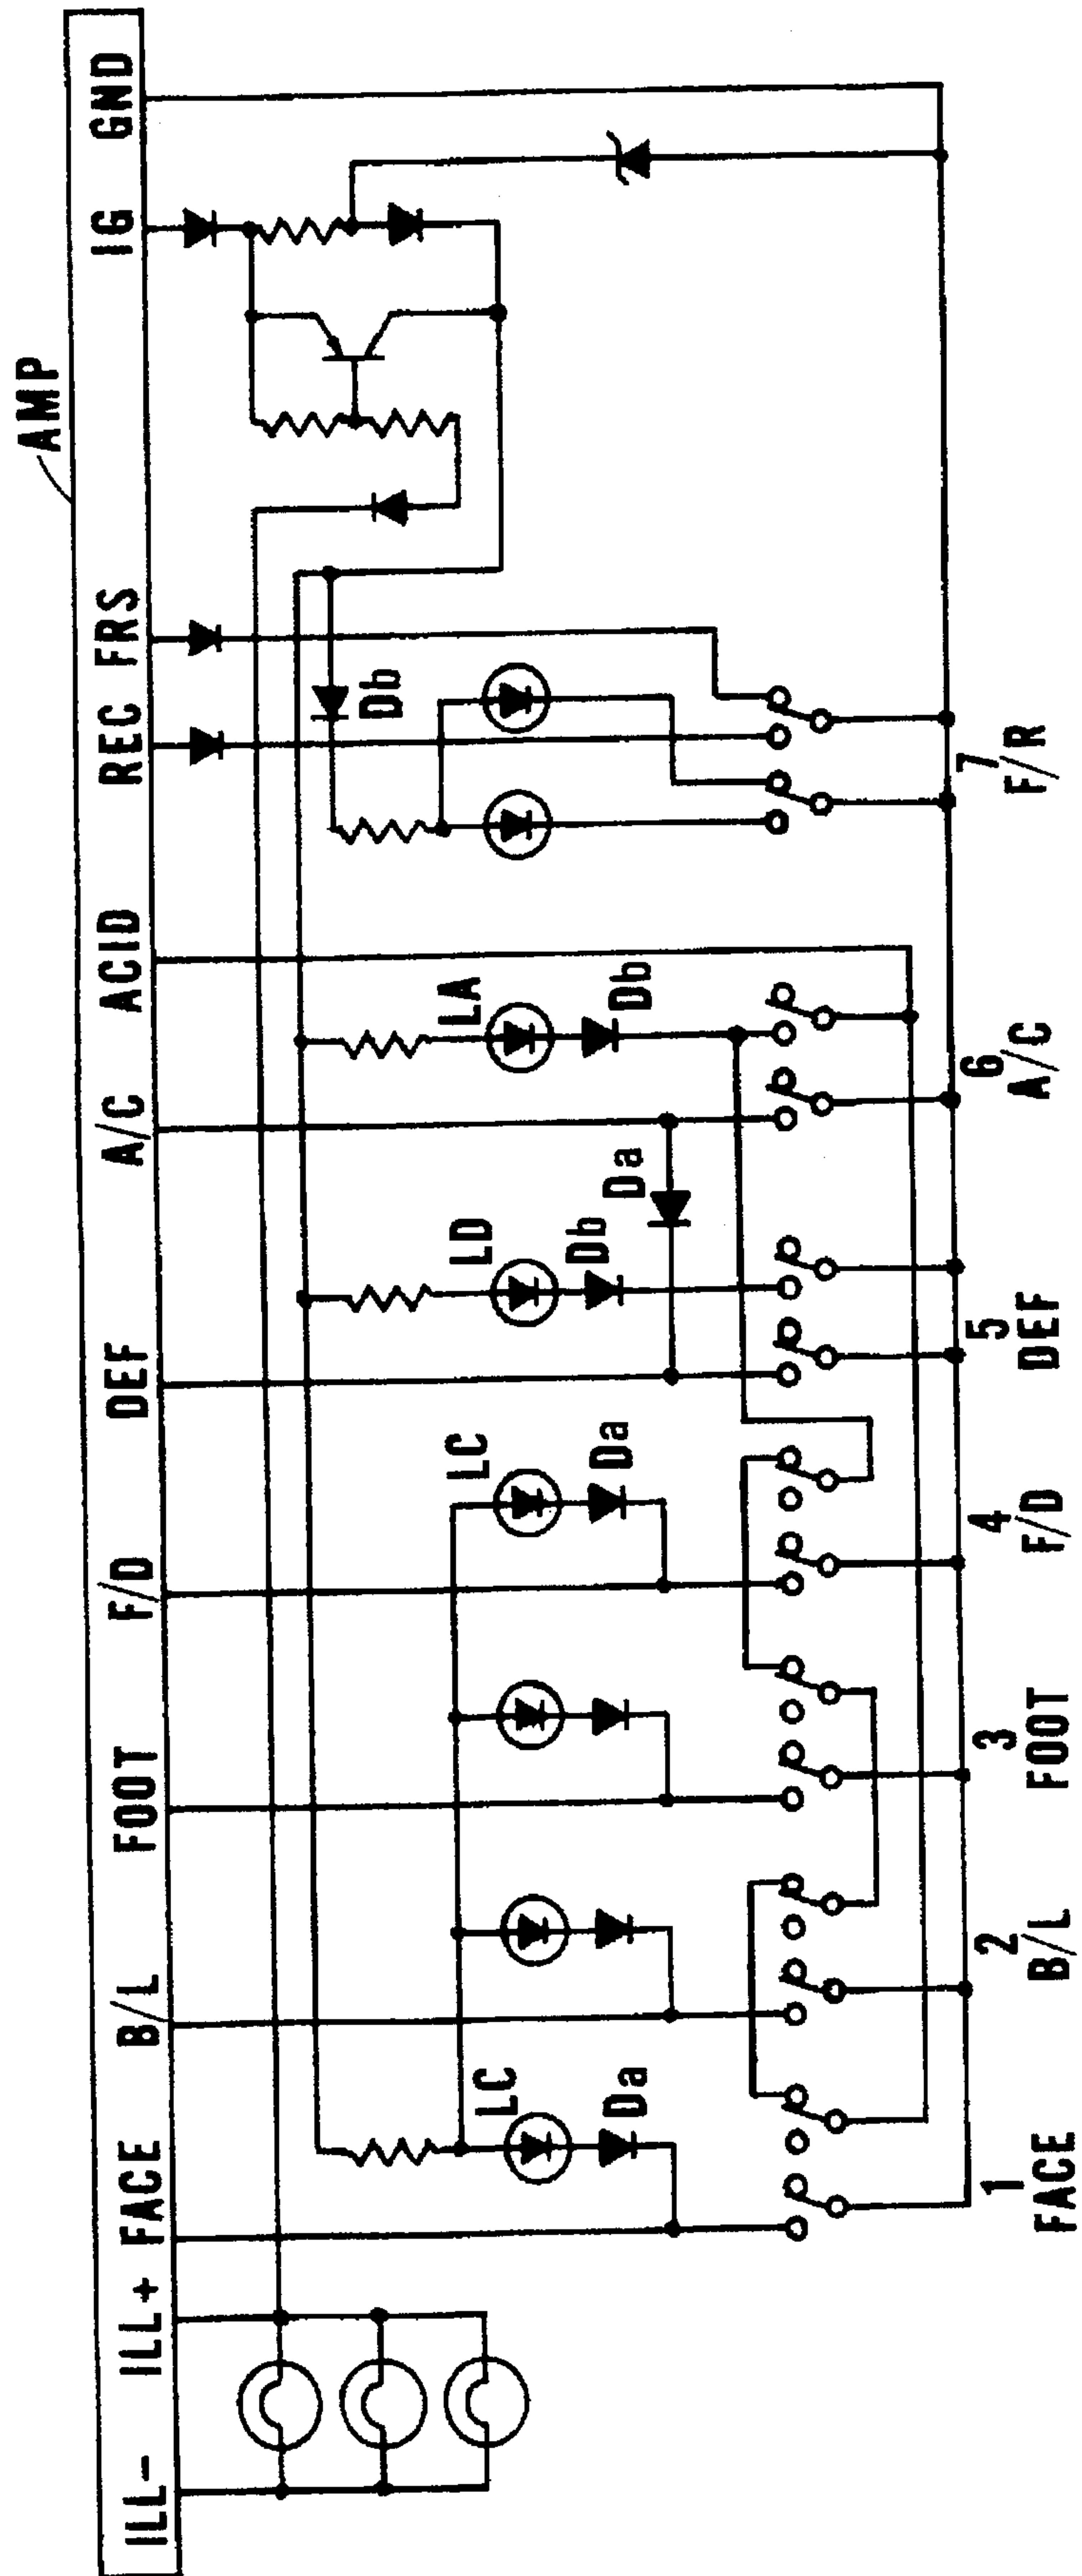 AMP
ILL- ILL+ FACE B/L FOOT F/D DEF A/C ACID REC FRS IG GND
LC
Da
LC
Da
LD
Db
Da
LA
Db
Db
1
FACE
2
B/L
3
FOOT
4
F/D
5
DEF
6
A/C
7
F/R